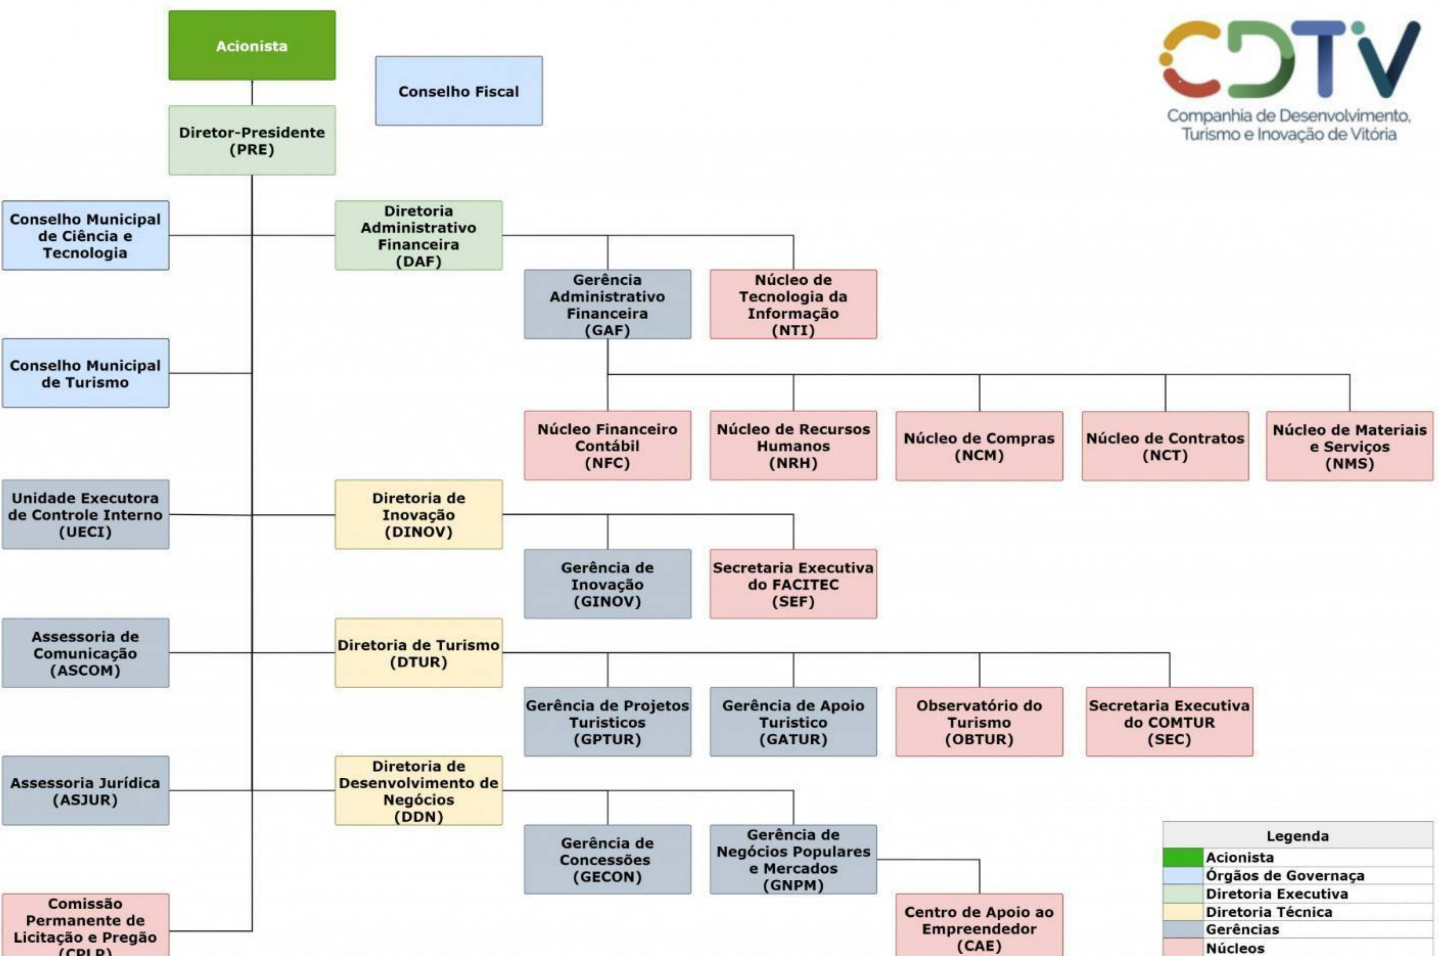 Acionista
Conselho Fiscal
CDTiV
Companhia de Desenvolvimento,
Turismo e Inovação de Vitória
Diretor-Presidente
(PRE)
Conselho Municipal
de Ciência e
Tecnologia
Diretoria
Administrativo
Financeira
(DAF)
Gerência
Administrativo
Financeira
(GAF)
Núcleo de
Tecnologia da
Informação
(NTI)
Conselho Municipal
de Turismo
Núcleo Financeiro
Contábil
(NFC)
Núcleo de Recursos
Humanos
(NRH)
Núcleo de Compras
(NCM)
Núcleo de Contratos
(NCT)
Núcleo de Materiais
e Serviços
(NMS)
Unidade Executora
de Controle Interno
(UECI)
Diretoria de
Inovação
(DINOV)
Gerência de
Inovação
(GINOV)
Secretaria Executiva
do FACITEC
(SEF)
Assessoria de
Comunicação
(ASCOM)
Diretoria de Turismo
(DTUR)
Gerência de Projetos
Turisticos
(GPTUR)
Gerência de Apoio
Turistico
(GATUR)
Observatório do
Turismo
(OBTUR)
Secretaria Executiva
do COMTUR
(SEC)
Assessoria Jurídica
(ASJUR)
Diretoria de
Desenvolvimento de
Negócios
(DDN)
Gerência de
Concessões
(GECON)
Gerência de
Negócios Populares
e Mercados
(GNPM)
Centro de Apoio ao
Empreendedor
(CAE)
Comissão
Permanente de
Licitação e Pregão
(CPLP)
Legenda
Acionista
Órgãos de Governaça
Diretoria Executiva
Diretoria Técnica
Gerências
Núcleos